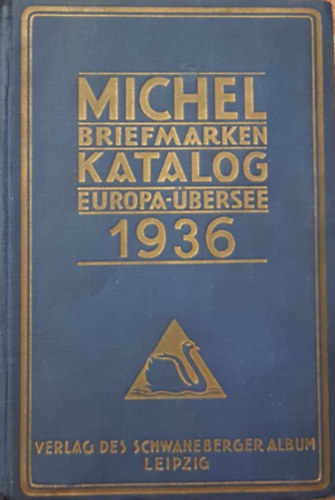 MICHEL
BRIEFMARKEN
KATALOG
EUROPA-ÜBERSEE
1936
VERLAG DES SCHWANEBERGER ALBUM
LEIPZIG